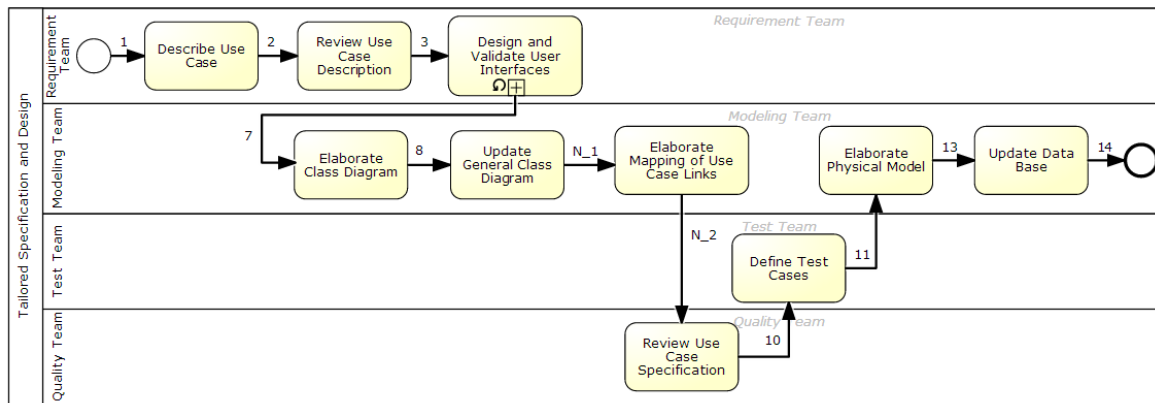 Tailored Specification and Design
Requirement
Team
Requirement Team
1
Describe Use
Case
2
Review Use
Case
Description
3
Design and
Validate User
Interfaces
Modeling Team
Modeling Team
7
Elaborate
Class Diagram
8
Update
General Class
Diagram
N_1
Elaborate
Mapping of Use
Case Links
Elaborate
Physical Model
13
Update Data
Base
14
Test Team
Test Team
N_2
Define Test
Cases
11
Quality Team
Quality Team
Review Use
Case
Specification
10